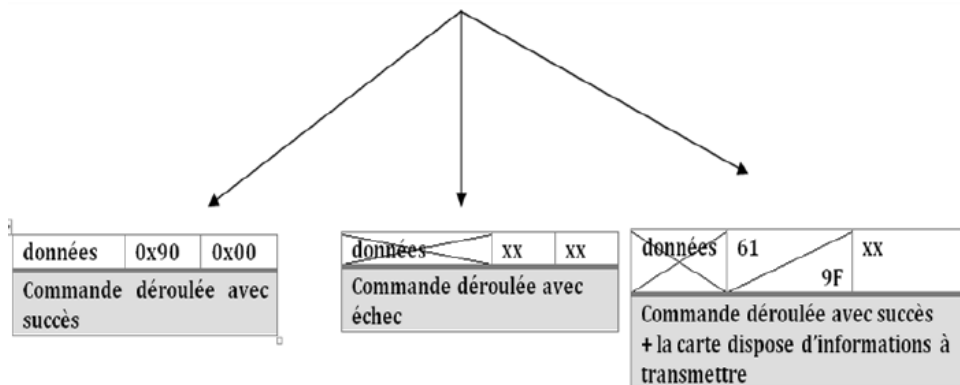 données 0x90 0x00
Commande déroulée avec
succès
données xx xx
Commande déroulée avec
échec
données 61 9F xx
Commande déroulée avec succès
+ la carte dispose d'informations à
transmettre